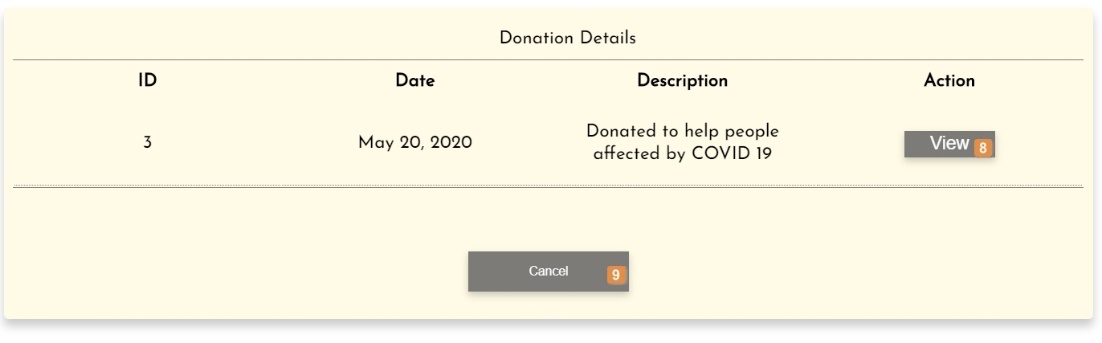 Donation Details
ID Date Description Action
3 May 20, 2020 Donated to help people affected by COVID 19 View 8
Cancel 9